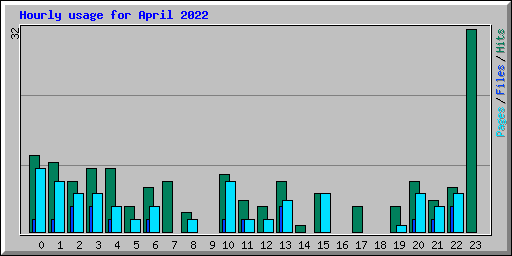 Hourly usage for April 2022
32
Pages/Files/Hits
0 1 2 3 4 5 6 7 8 9 10 11 12 13 14 15 16 17 18 19 20 21 22 23